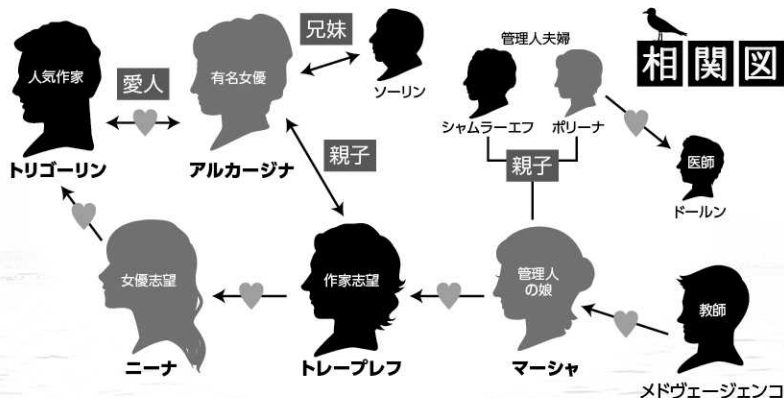 相関図
人気作家
トリゴーリン
愛人
有名女優
アルカージナ
兄妹
ソーリン
管理人夫婦
シャムラーエフ
ポリーナ
親子
親子
医師
ドールン
女優志望
ニーナ
作家志望
トレープレフ
管理人
の娘
マーシャ
教師
メドヴェージェンコ